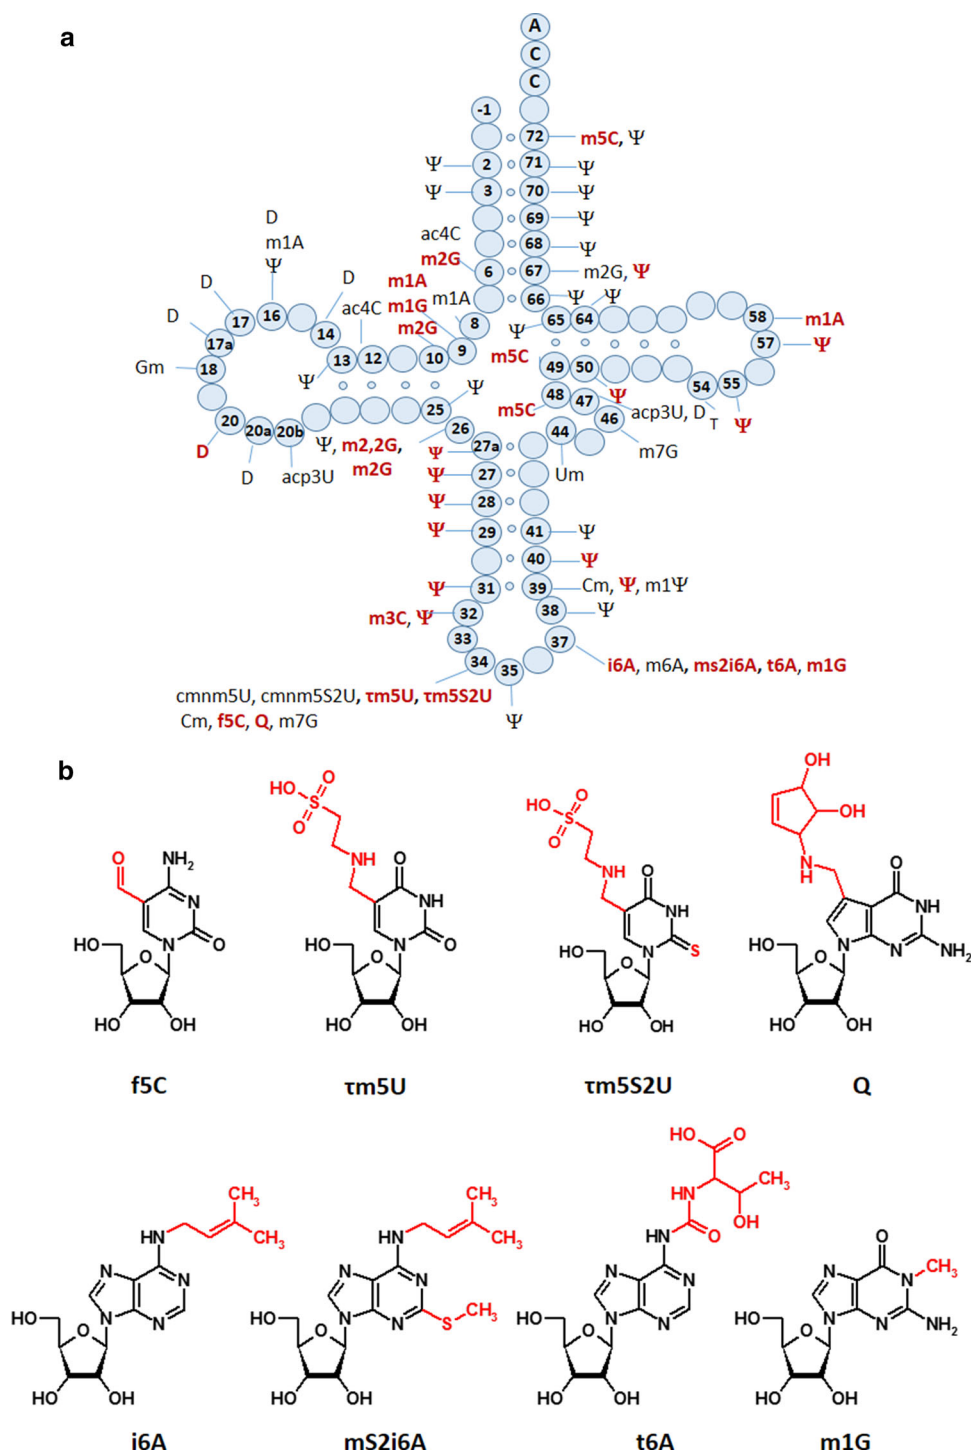 a
A
C
C
-1
72 m5C, Ψ
Ψ 2 71 Ψ
Ψ 3 70 Ψ
69 Ψ
D
ac4C 68 Ψ
m1A
m2G 6 67 m2G, Ψ
Ψ
D D m1A
m1A 66 Ψ Ψ
ac4C m1G
D 17 16 14 8 65 64 58 m1A
m2G Ψ
17a 13 12 10 9 57 Ψ
Gm 18 Ψ m5C 49 50
54 55
20 Ψ 25 m5C 48 47 Ψ acp3U, D T Ψ
20a 20b 26 44 46
D Ψ, m2,2G, 27a m7G
D acp3U m2G Ψ Um
Ψ 27
Ψ 28
Ψ 29 41 Ψ
40 Ψ
Ψ 31 39 Cm, Ψ, m1Ψ
m3C, Ψ 32 38 Ψ
33 37
34 35 i6A, m6A, ms2i6A, t6A, m1G
cmnm5U, cmnm5S2U, τm5U, τm5S2U
Cm, f5C, Q, m7G Ψ
b
OH
HO S O O
HO S O O
OH
O NH2 NH O NH O N H O
N NH NH NH
N O N O N S N N NH2
HO O HO O HO O HO O
HO OH HO OH HO OH HO OH
f5C τm5U τm5S2U Q
HO O
CH3
CH3 CH3 HN OH
HN CH3 HN CH3 HN O O
N N N N N N N N CH3
N N N N S CH3 N N N N NH2
HO O HO O HO O HO O
HO OH HO OH HO OH HO OH
i6A mS2i6A t6A m1G